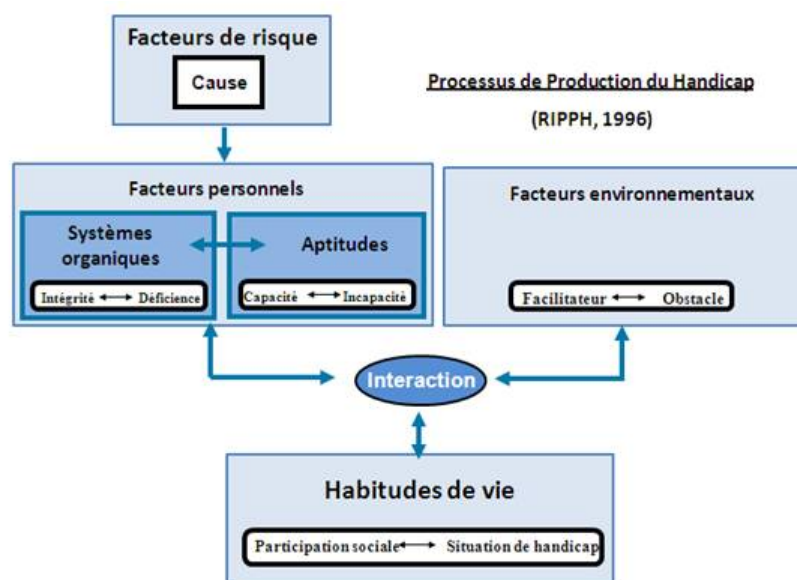 Facteurs de risque
Cause
Processus de Production du Handicap
(RIPPH, 1996)
Facteurs personnels
Systèmes
organiques
Intégrité Déficience
Aptitudes
Capacité Incapacité
Facteurs environnementaux
Facilitateur Obstacle
Interaction
Habitudes de vie
Participation sociale Situation de handicap